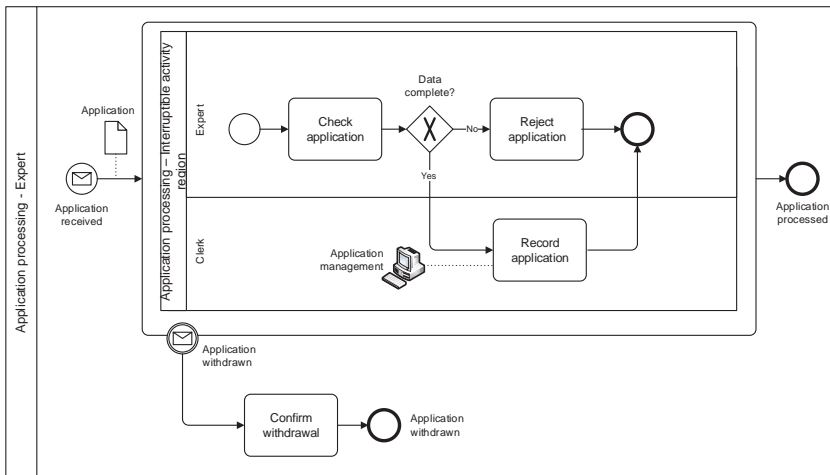 Application processing - Expert
Application
Application
received
Application processing – Interruptible activity
region
Expert
Check
application
Data
complete?
No
Reject
application
Yes
Clerk
Application
management
Record
application
Application
processed
Application
withdrawn
Confirm
withdrawal
Application
withdrawn